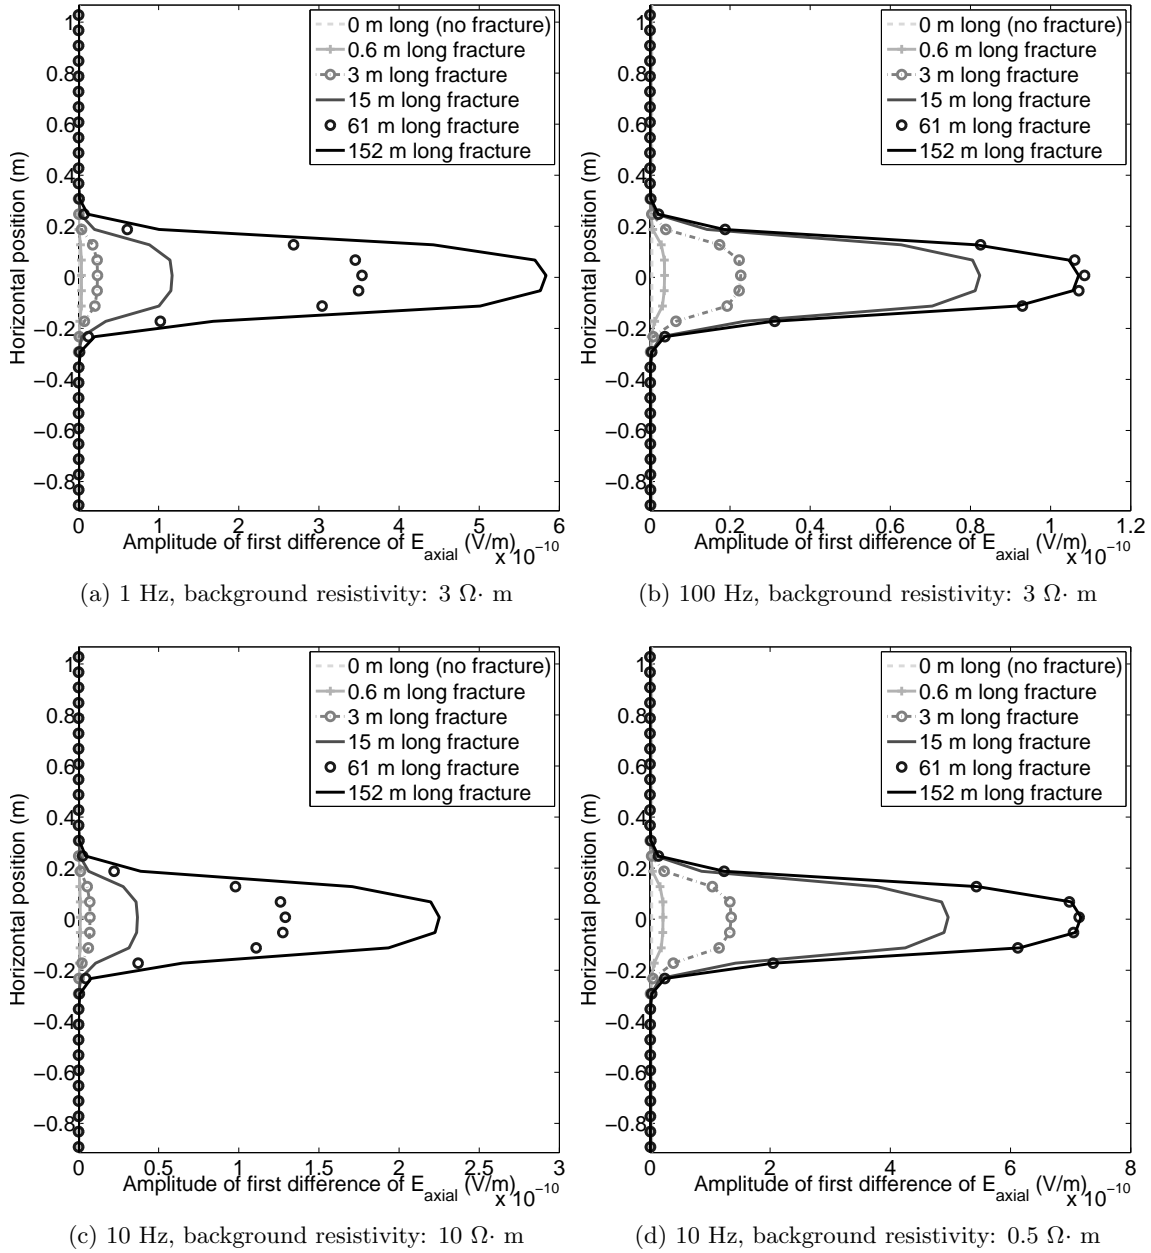 0 m long (no fracture)
0.6 m long fracture
3 m long fracture
15 m long fracture
61 m long fracture
152 m long fracture
1
0.8
0.6
0.4
0.2
0
−0.2
−0.4
−0.6
−0.8
Horizontal position (m)
0 1 2 3 4 5 6
Amplitude of first difference of E axial (V/m)
x 10⁻¹⁰
(a) 1 Hz, background resistivity: 3 Ω· m
0 m long (no fracture)
0.6 m long fracture
3 m long fracture
15 m long fracture
61 m long fracture
152 m long fracture
1
0.8
0.6
0.4
0.2
0
−0.2
−0.4
−0.6
−0.8
Horizontal position (m)
0 0.2 0.4 0.6 0.8 1 1.2
Amplitude of first difference of E axial (V/m)
x 10⁻¹⁰
(b) 100 Hz, background resistivity: 3 Ω· m
0 m long (no fracture)
0.6 m long fracture
3 m long fracture
15 m long fracture
61 m long fracture
152 m long fracture
1
0.8
0.6
0.4
0.2
0
−0.2
−0.4
−0.6
−0.8
Horizontal position (m)
0 0.5 1 1.5 2 2.5 3
Amplitude of first difference of E axial (V/m)
x 10⁻¹⁰
(c) 10 Hz, background resistivity: 10 Ω· m
0 m long (no fracture)
0.6 m long fracture
3 m long fracture
15 m long fracture
61 m long fracture
152 m long fracture
1
0.8
0.6
0.4
0.2
0
−0.2
−0.4
−0.6
−0.8
Horizontal position (m)
0 2 4 6 8
Amplitude of first difference of E axial (V/m)
x 10⁻¹⁰
(d) 10 Hz, background resistivity: 0.5 Ω· m